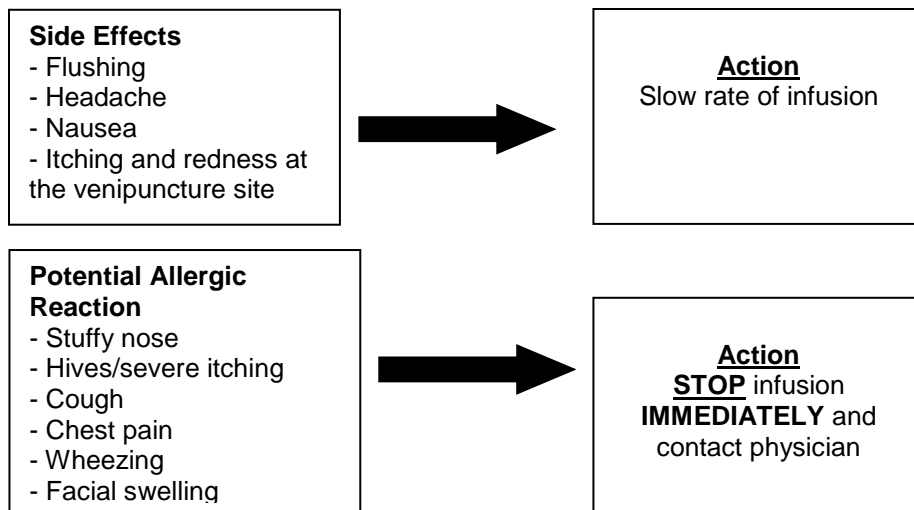 Side Effects
- Flushing
- Headache
- Nausea
- Itching and redness at
the venipuncture site
Action
Slow rate of infusion
Potential Allergic
Reaction
- Stuffy nose
- Hives/severe itching
- Cough
- Chest pain
- Wheezing
- Facial swelling
Action
STOP infusion
IMMEDIATELY and
contact physician